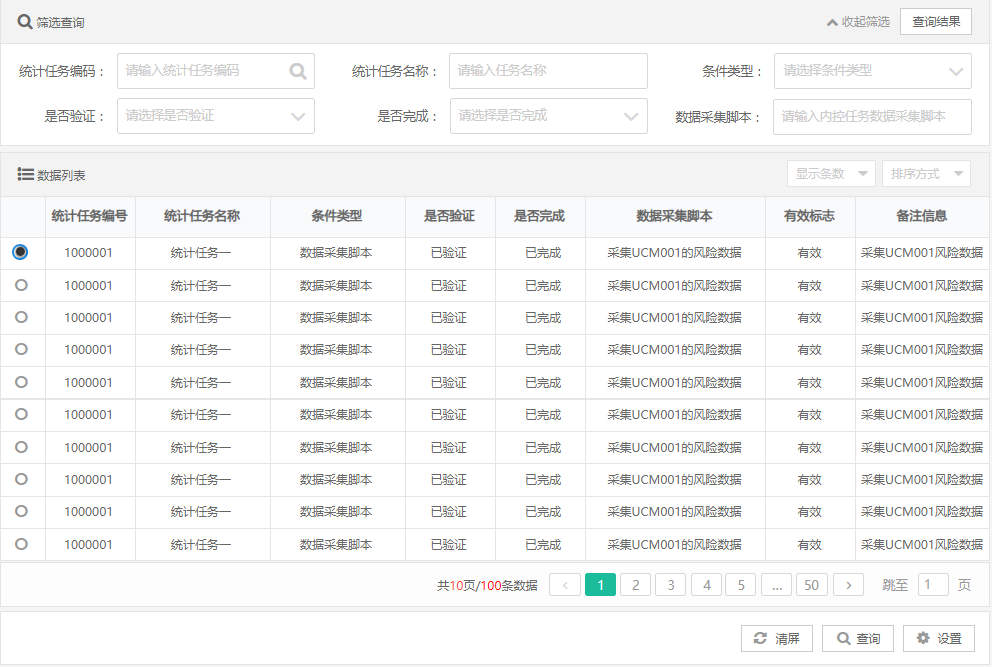 筛选查询 收起筛选 查询结果
统计任务编码： 请输入统计任务编码 统计任务名称： 请输入任务名称 条件类型： 请选择条件类型
是否验证： 请选择是否验证 是否完成： 请选择是否完成 数据采集脚本： 请输入内控任务数据采集脚本
数据列表 显示条数 排序方式
统计任务编号 统计任务名称 条件类型 是否验证 是否完成 数据采集脚本 有效标志 备注信息
1000001 统计任务一 数据采集脚本 已验证 已完成 采集UCM001的风险数据 有效 采集UCM001风险数据
1000001 统计任务一 数据采集脚本 已验证 已完成 采集UCM001的风险数据 有效 采集UCM001风险数据
1000001 统计任务一 数据采集脚本 已验证 已完成 采集UCM001的风险数据 有效 采集UCM001风险数据
1000001 统计任务一 数据采集脚本 已验证 已完成 采集UCM001的风险数据 有效 采集UCM001风险数据
1000001 统计任务一 数据采集脚本 已验证 已完成 采集UCM001的风险数据 有效 采集UCM001风险数据
1000001 统计任务一 数据采集脚本 已验证 已完成 采集UCM001的风险数据 有效 采集UCM001风险数据
1000001 统计任务一 数据采集脚本 已验证 已完成 采集UCM001的风险数据 有效 采集UCM001风险数据
1000001 统计任务一 数据采集脚本 已验证 已完成 采集UCM001的风险数据 有效 采集UCM001风险数据
1000001 统计任务一 数据采集脚本 已验证 已完成 采集UCM001的风险数据 有效 采集UCM001风险数据
1000001 统计任务一 数据采集脚本 已验证 已完成 采集UCM001的风险数据 有效 采集UCM001风险数据
共10页/100条数据 < 1 2 3 4 5 ... 50 > 跳至 1 页
清屏 查询 设置